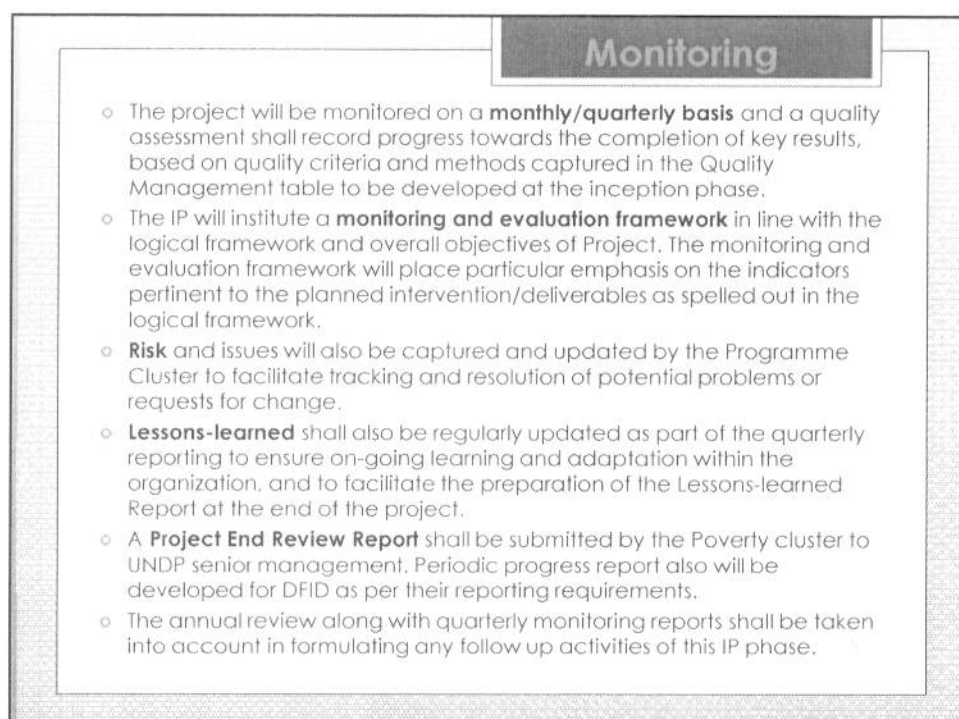 Monitoring
The project will be monitored on a monthly/quarterly basis and a quality
assessment shall record progress towards the completion of key results,
based on quality criteria and methods captured in the Quality
Management table to be developed at the inception phase.
The IP will institute a monitoring and evaluation framework in line with the
logical framework and overall objectives of Project. The monitoring and
evaluation framework will place particular emphasis on the indicators
pertinent to the planned intervention/deliverables as spelled out in the
logical framework.
Risk and issues will also be captured and updated by the Programme
Cluster to facilitate tracking and resolution of potential problems or
requests for change.
Lessons-learned shall also be regularly updated as part of the quarterly
reporting to ensure on-going learning and adaptation within the
organization, and to facilitate the preparation of the Lessons-learned
Report at the end of the project.
A Project End Review Report shall be submitted by the Poverty cluster to
UNDP senior management. Periodic progress report also will be
developed for DFID as per their reporting requirements.
The annual review along with quarterly monitoring reports shall be taken
into account in formulating any follow up activities of this IP phase.